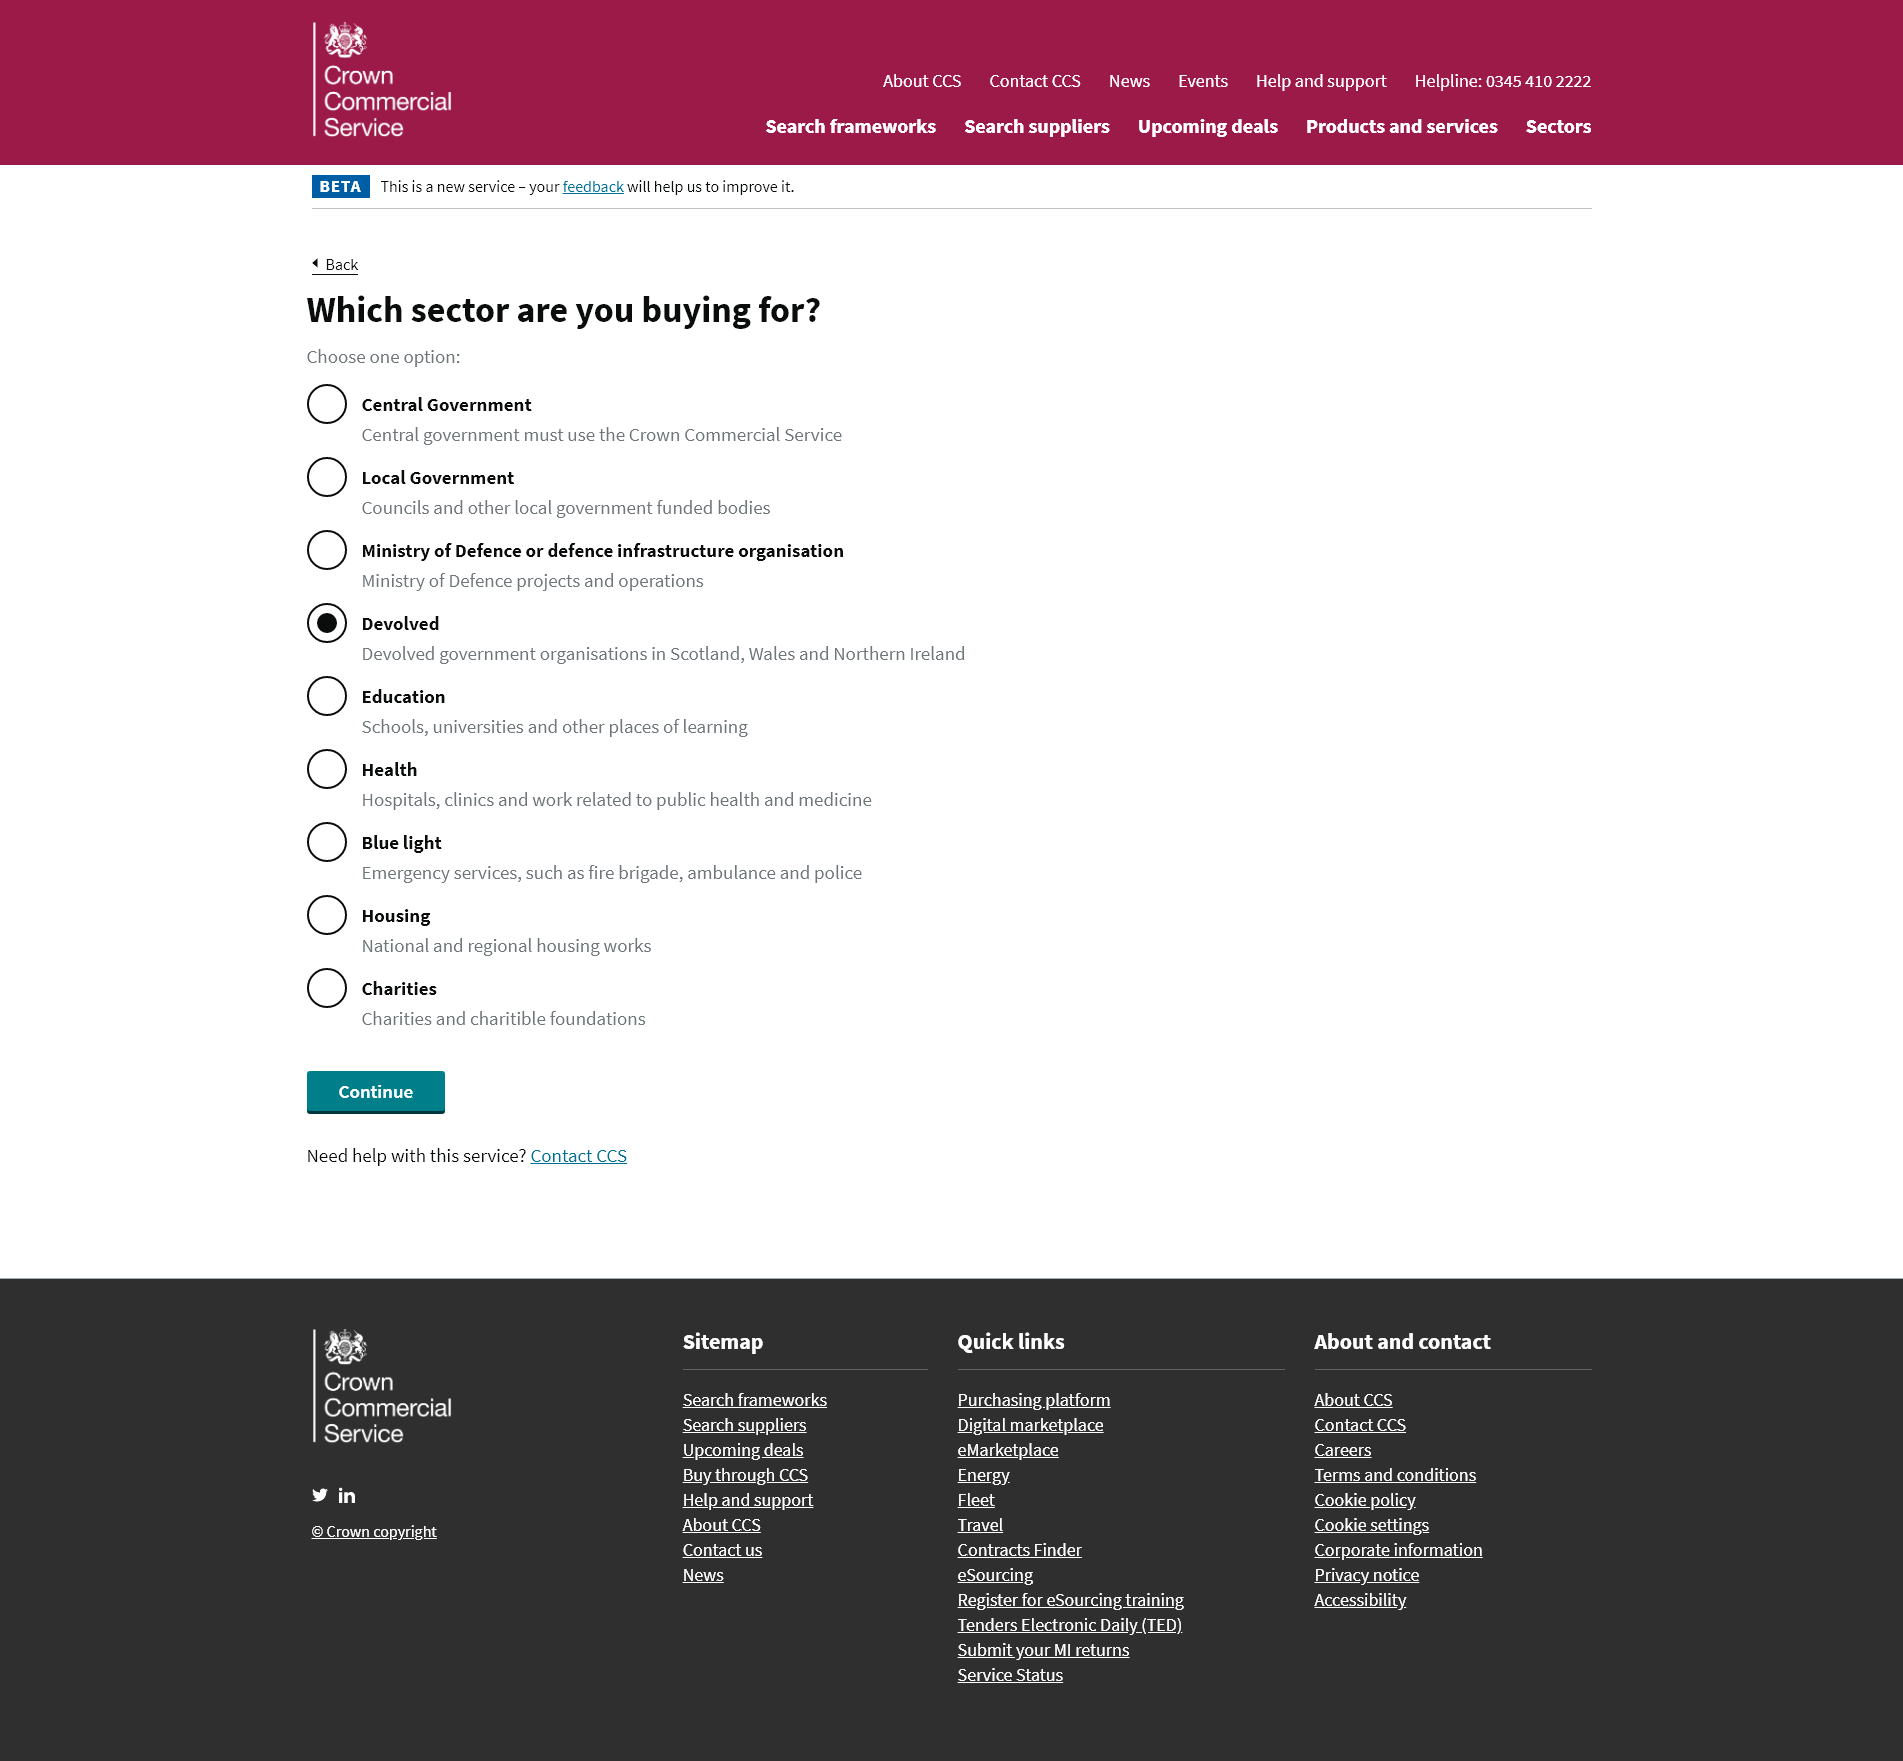 Crown
Commercial
Service
About CCS Contact CCS News Events Help and support Helpline: 0345 410 2222
Search frameworks Search suppliers Upcoming deals Products and services Sectors
BETA This is a new service – your feedback will help us to improve it.
Back
Which sector are you buying for?
Choose one option:
Central Government
Central government must use the Crown Commercial Service
Local Government
Councils and other local government funded bodies
Ministry of Defence or defence infrastructure organisation
Ministry of Defence projects and operations
Devolved
Devolved government organisations in Scotland, Wales and Northern Ireland
Education
Schools, universities and other places of learning
Health
Hospitals, clinics and work related to public health and medicine
Blue light
Emergency services, such as fire brigade, ambulance and police
Housing
National and regional housing works
Charities
Charities and charitible foundations
Continue
Need help with this service? Contact CCS
Crown
Commercial
Service
© Crown copyright
Sitemap
Search frameworks
Search suppliers
Upcoming deals
Buy through CCS
Help and support
About CCS
Contact us
News
Quick links
Purchasing platform
Digital marketplace
eMarketplace
Energy
Fleet
Travel
Contracts Finder
eSourcing
Register for eSourcing training
Tenders Electronic Daily (TED)
Submit your MI returns
Service Status
About and contact
About CCS
Contact CCS
Careers
Terms and conditions
Cookie policy
Cookie settings
Corporate information
Privacy notice
Accessibility